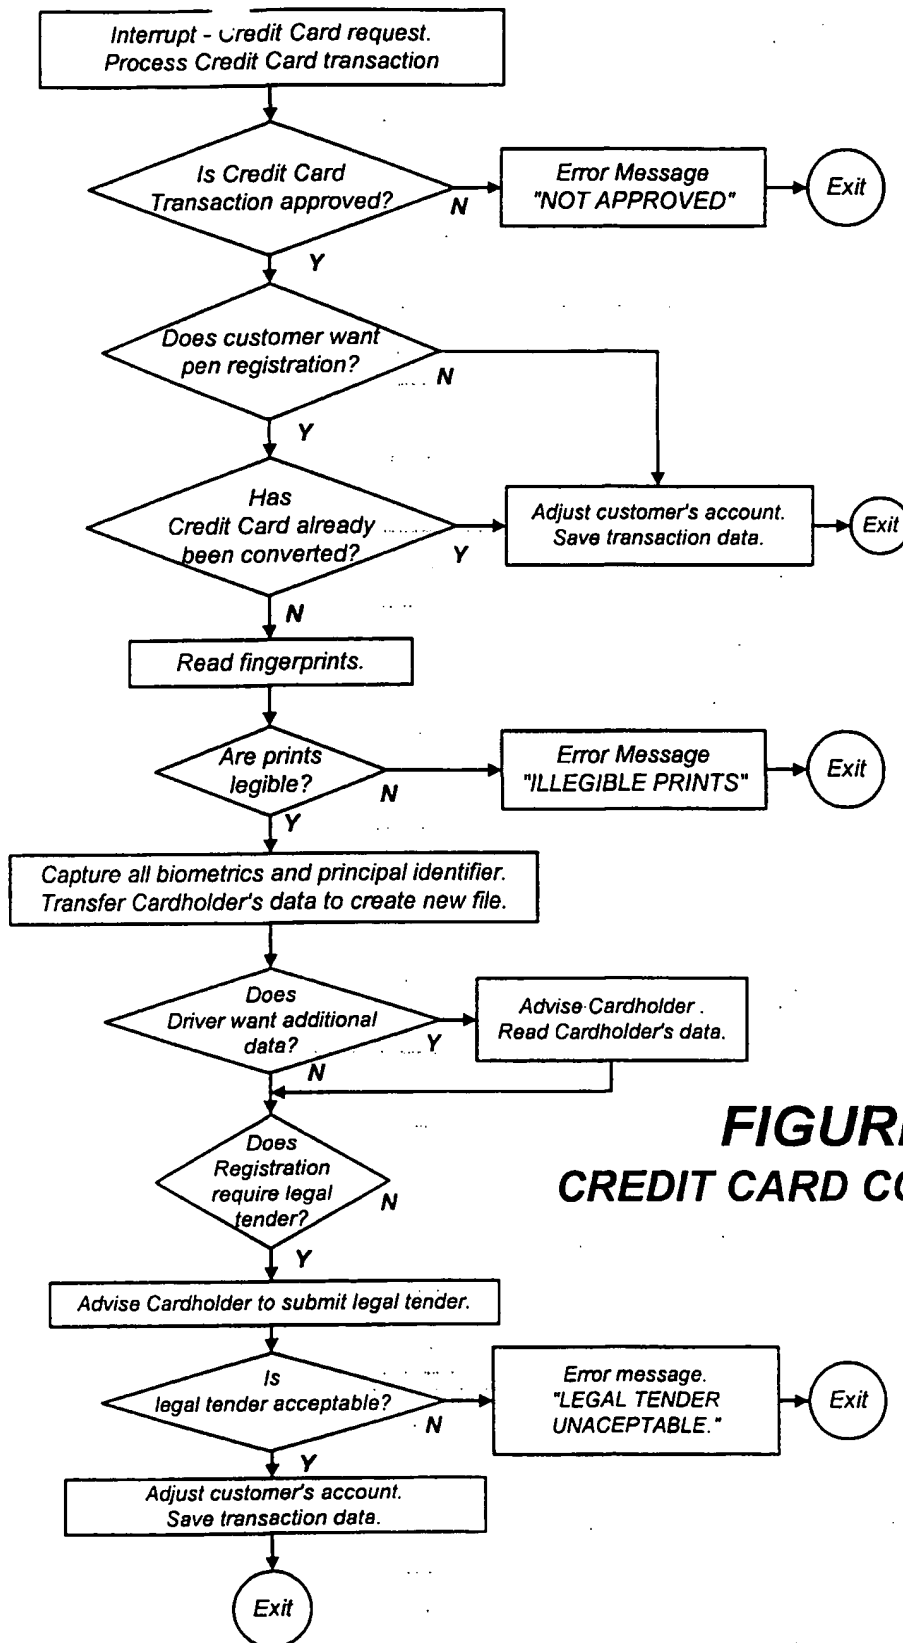 Interrupt - Credit Card request.
Process Credit Card transaction
Is Credit Card
Transaction approved?
N
Error Message
"NOT APPROVED"
Exit
Y
Does customer want
pen registration?
N
Y
Has
Credit Card already
been converted?
Y
Adjust customer's account.
Save transaction data.
Exit
N
Read fingerprints.
Are prints
legible?
N
Error Message
"ILLEGIBLE PRINTS"
Exit
Y
Capture all biometrics and principal identifier.
Transfer Cardholder's data to create new file.
Does
Driver want additional
data?
Y
Advise Cardholder .
Read Cardholder's data.
N
Does
Registration
require legal
tender?
N
FIGUR
CREDIT CARD CO
Y
Advise Cardholder to submit legal tender.
Is
legal tender acceptable?
N
Error message.
"LEGAL TENDER
UNACEPTABLE."
Exit
Y
Adjust customer's account.
Save transaction data.
Exit